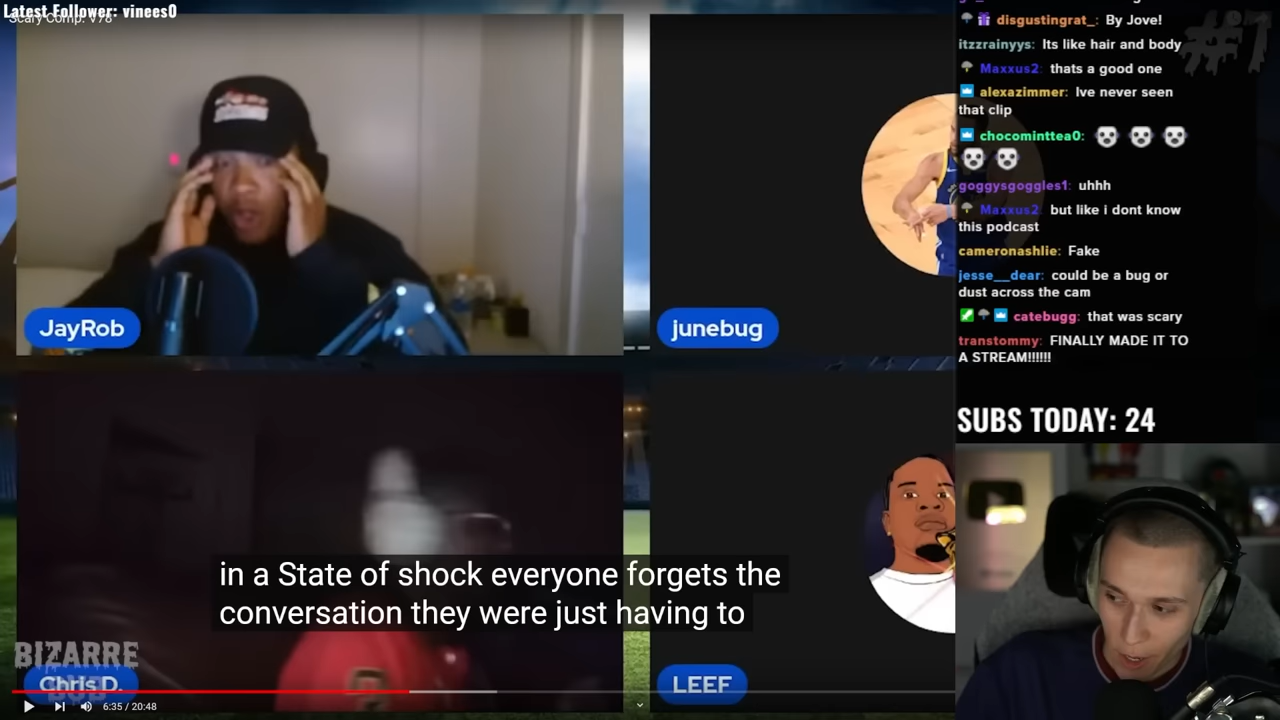 Latest Follower: vinees0
Scary Comp. V78
JayRob
junebug
in a State of shock everyone forgets the
conversation they were just having to
BIZARRE
BUB
Chris D.
LEEF
6:35 / 20:48
#7
disgustingrat_: By Jove!
itzzrainyys: Its like hair and body
Maxxus2: thats a good one
alexazimmer: Ive never seen
that clip
chocominttea0:
goggysgoggles1: uhhh
Maxxus2: but like i dont know
this podcast
cameronashlie: Fake
jesse__dear: could be a bug or
dust across the cam
catebugg: that was scary
transtommy: FINALLY MADE IT TO
A STREAM!!!!!!
SUBS TODAY: 24